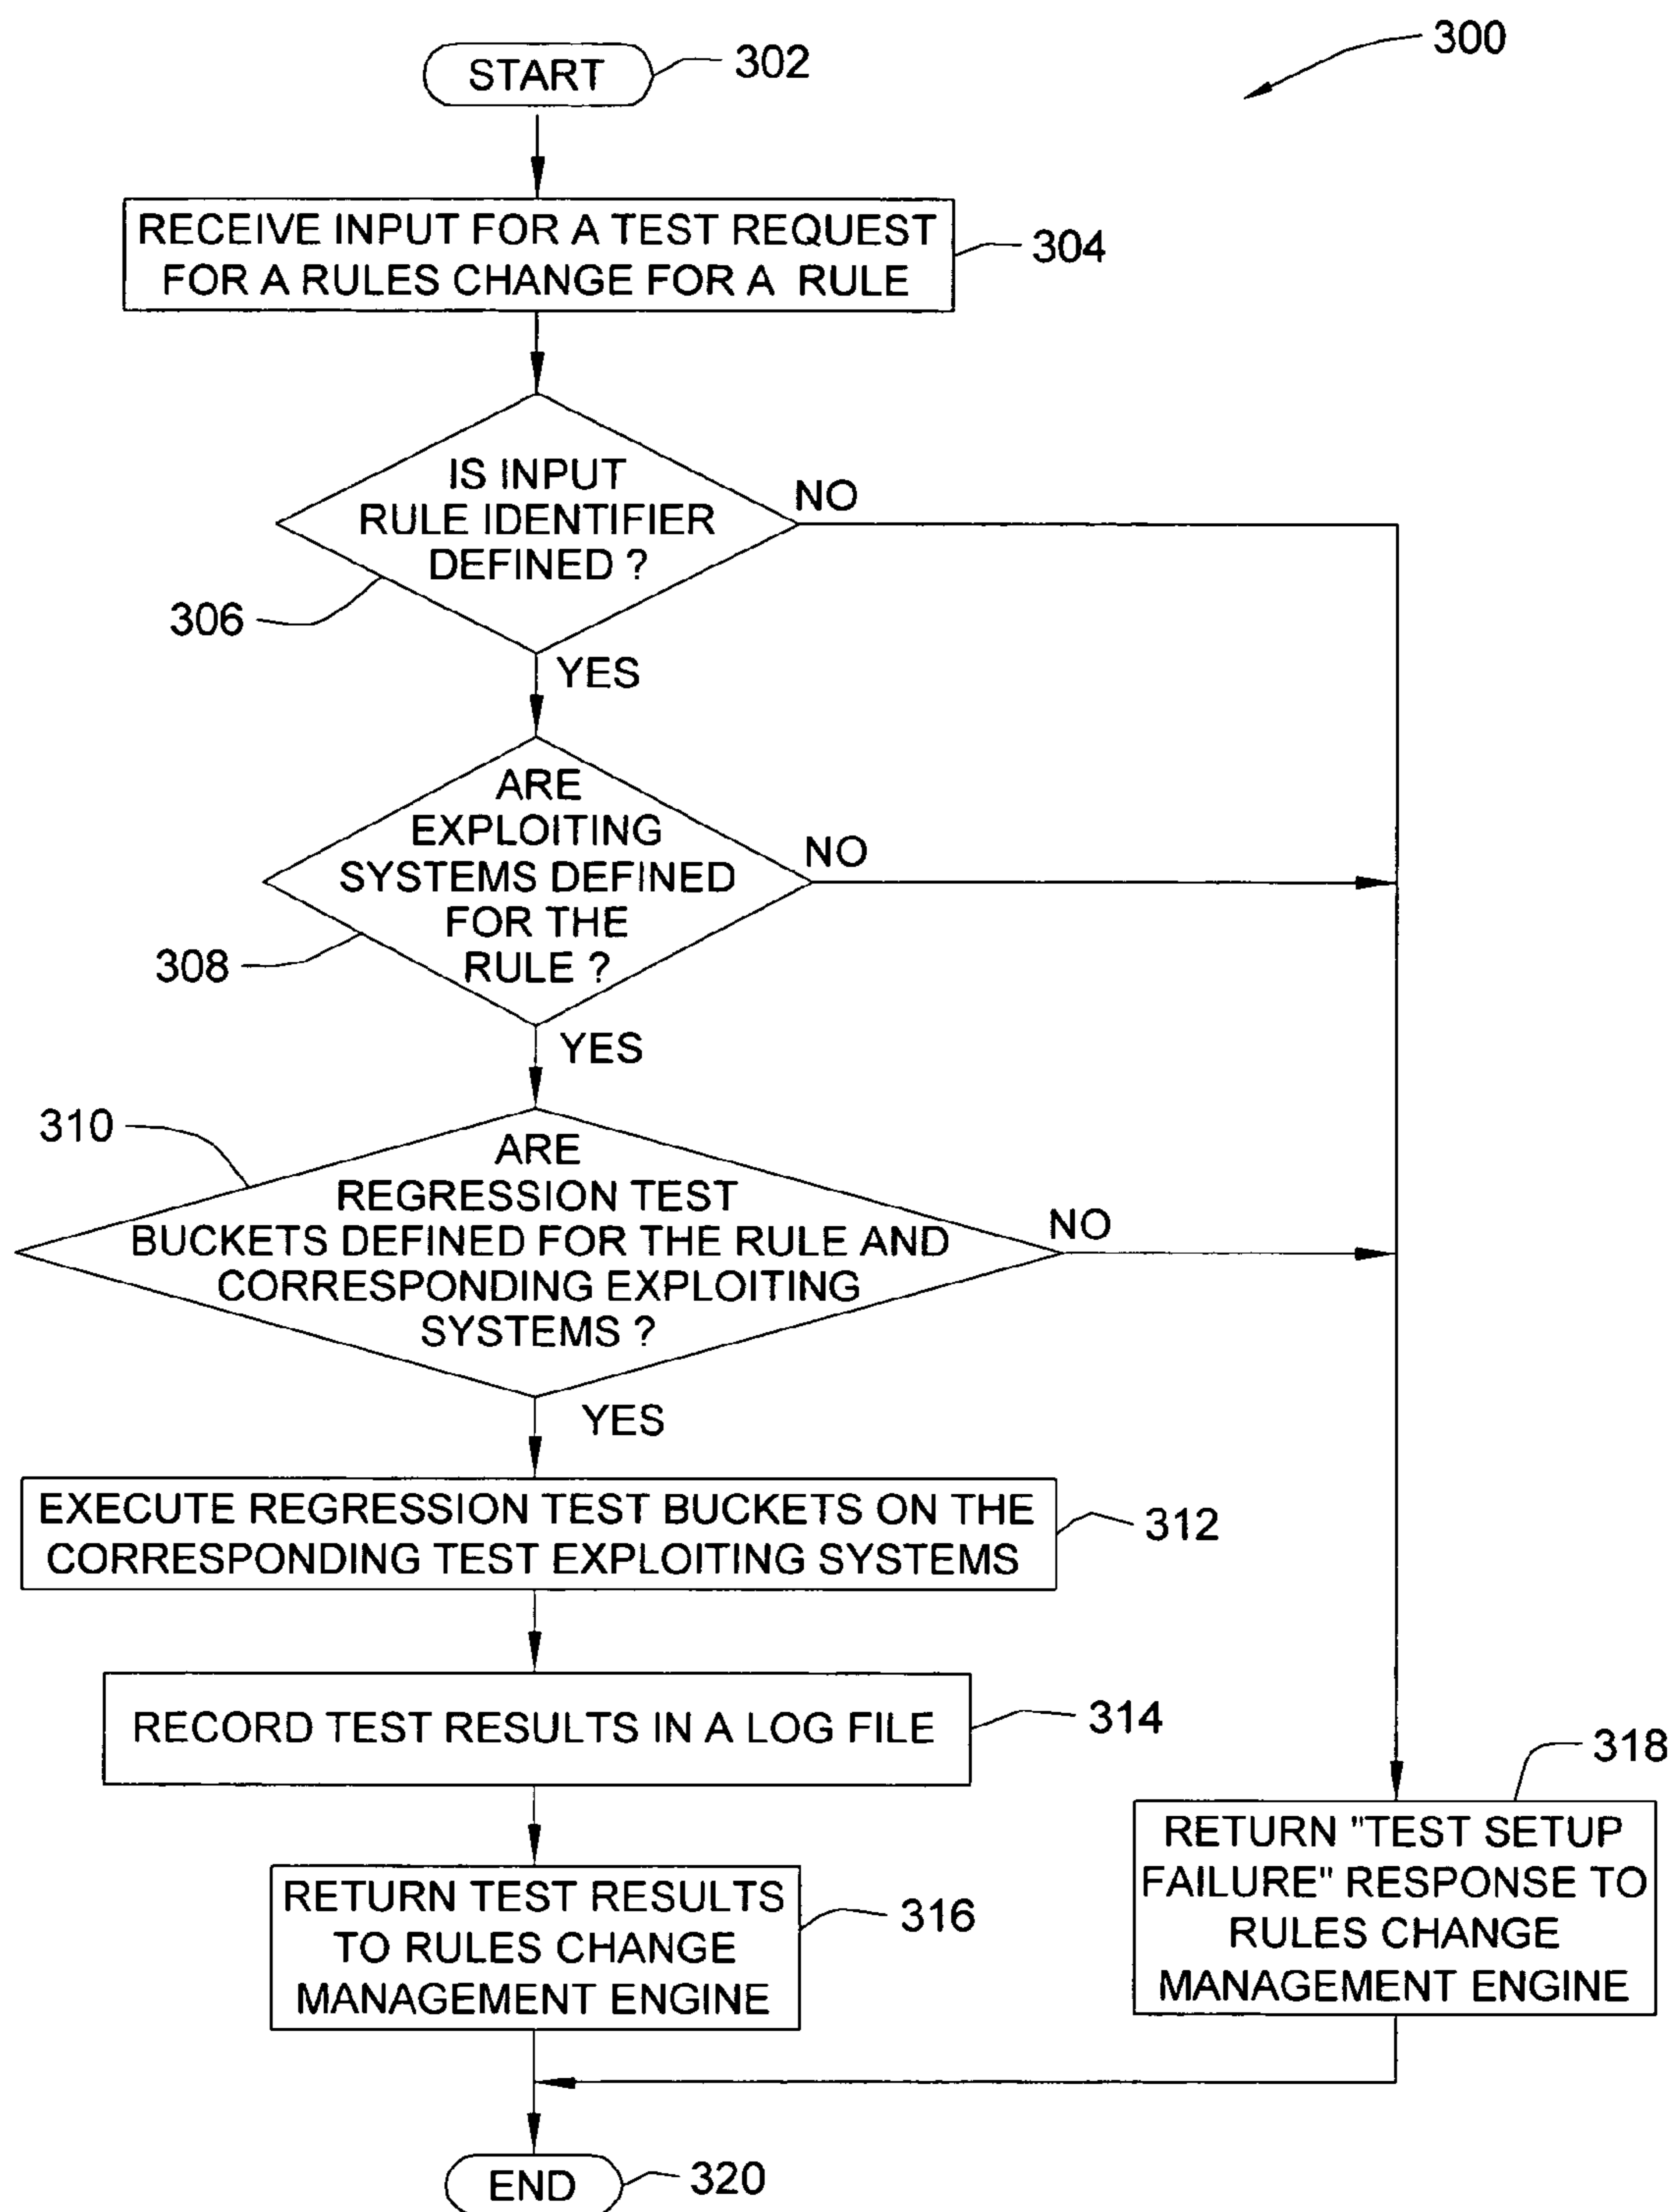 300
START
302
RECEIVE INPUT FOR A TEST REQUEST
FOR A RULES CHANGE FOR A RULE
304
IS INPUT
RULE IDENTIFIER
DEFINED ?
NO
306
YES
ARE
EXPLOITING
SYSTEMS DEFINED
FOR THE
RULE ?
NO
308
YES
310
ARE
REGRESSION TEST
BUCKETS DEFINED FOR THE RULE AND
CORRESPONDING EXPLOITING
SYSTEMS ?
NO
YES
EXECUTE REGRESSION TEST BUCKETS ON THE
CORRESPONDING TEST EXPLOITING SYSTEMS
312
RECORD TEST RESULTS IN A LOG FILE
314
RETURN TEST RESULTS
TO RULES CHANGE
MANAGEMENT ENGINE
316
318
RETURN "TEST SETUP
FAILURE" RESPONSE TO
RULES CHANGE
MANAGEMENT ENGINE
END
320